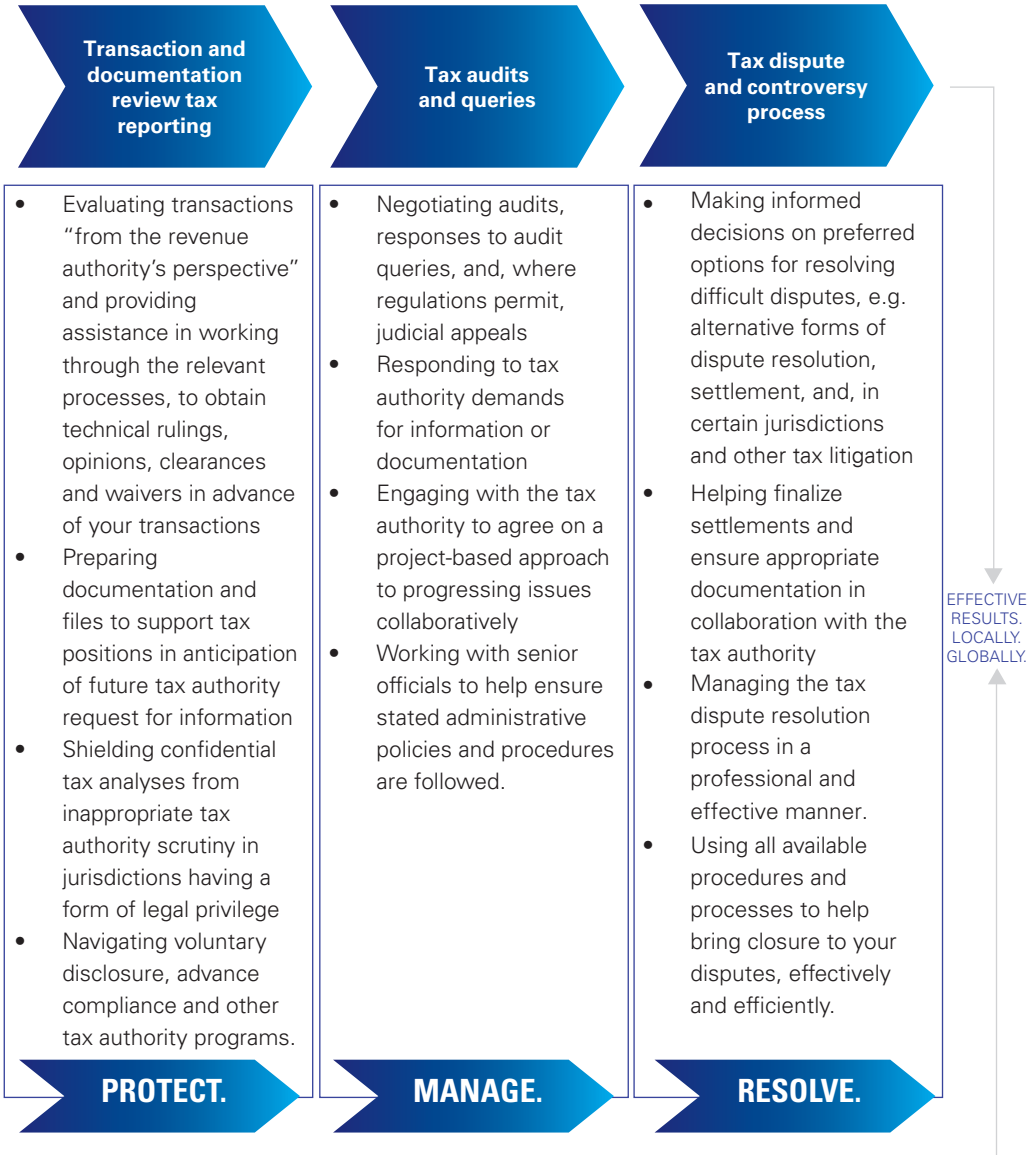 Transaction and
documentation
review tax
reporting
Tax audits
and queries
Tax dispute
and controversy
process
• Evaluating transactions
“from the revenue
authority’s perspective”
and providing
assistance in working
through the relevant
processes, to obtain
technical rulings,
opinions, clearances
and waivers in advance
of your transactions
• Preparing
documentation and
files to support tax
positions in anticipation
of future tax authority
request for information
• Shielding confidential
tax analyses from
inappropriate tax
authority scrutiny in
jurisdictions having a
form of legal privilege
• Navigating voluntary
disclosure, advance
compliance and other
tax authority programs.
• Negotiating audits,
responses to audit
queries, and, where
regulations permit,
judicial appeals
• Responding to tax
authority demands
for information or
documentation
• Engaging with the tax
authority to agree on a
project-based approach
to progressing issues
collaboratively
• Working with senior
officials to help ensure
stated administrative
policies and procedures
are followed.
• Making informed
decisions on preferred
options for resolving
difficult disputes, e.g.
alternative forms of
dispute resolution,
settlement, and, in
certain jurisdictions
and other tax litigation
• Helping finalize
settlements and
ensure appropriate
documentation in
collaboration with the
tax authority
• Managing the tax
dispute resolution
process in a
professional and
effective manner.
• Using all available
procedures and
processes to help
bring closure to your
disputes, effectively
and efficiently.
EFFECTIVE
RESULTS.
LOCALLY.
GLOBALLY.
PROTECT.
MANAGE.
RESOLVE.